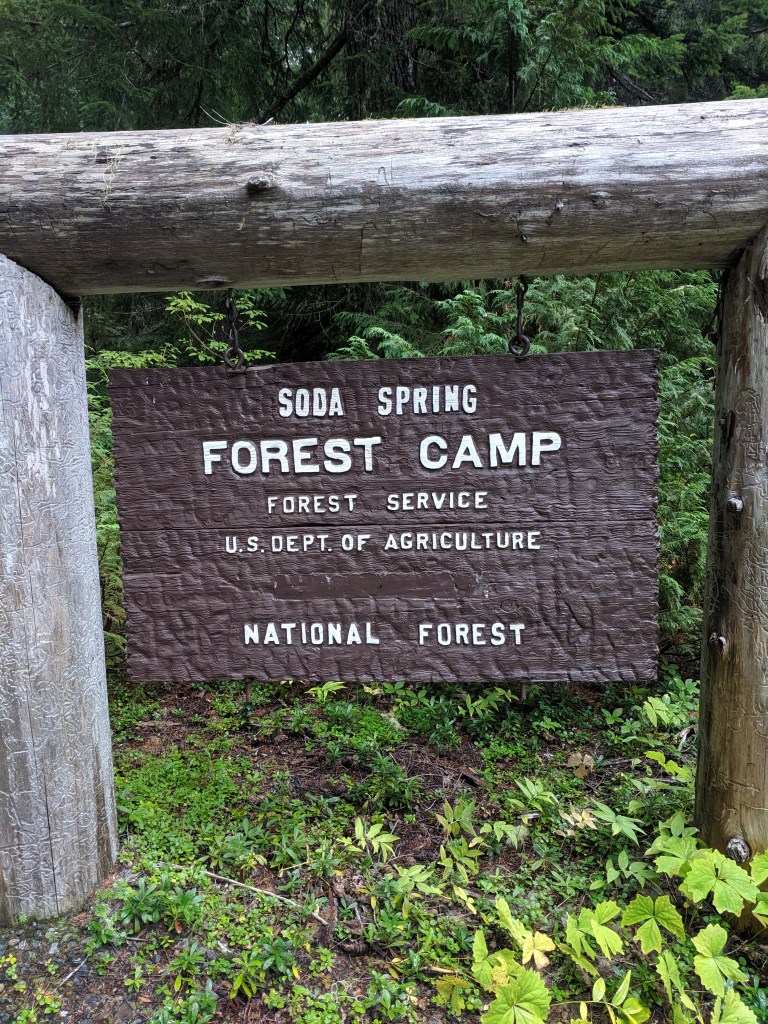 SODA SPRING
FOREST CAMP
FOREST SERVICE
U.S. DEPT. OF AGRICULTURE
NATIONAL FOREST